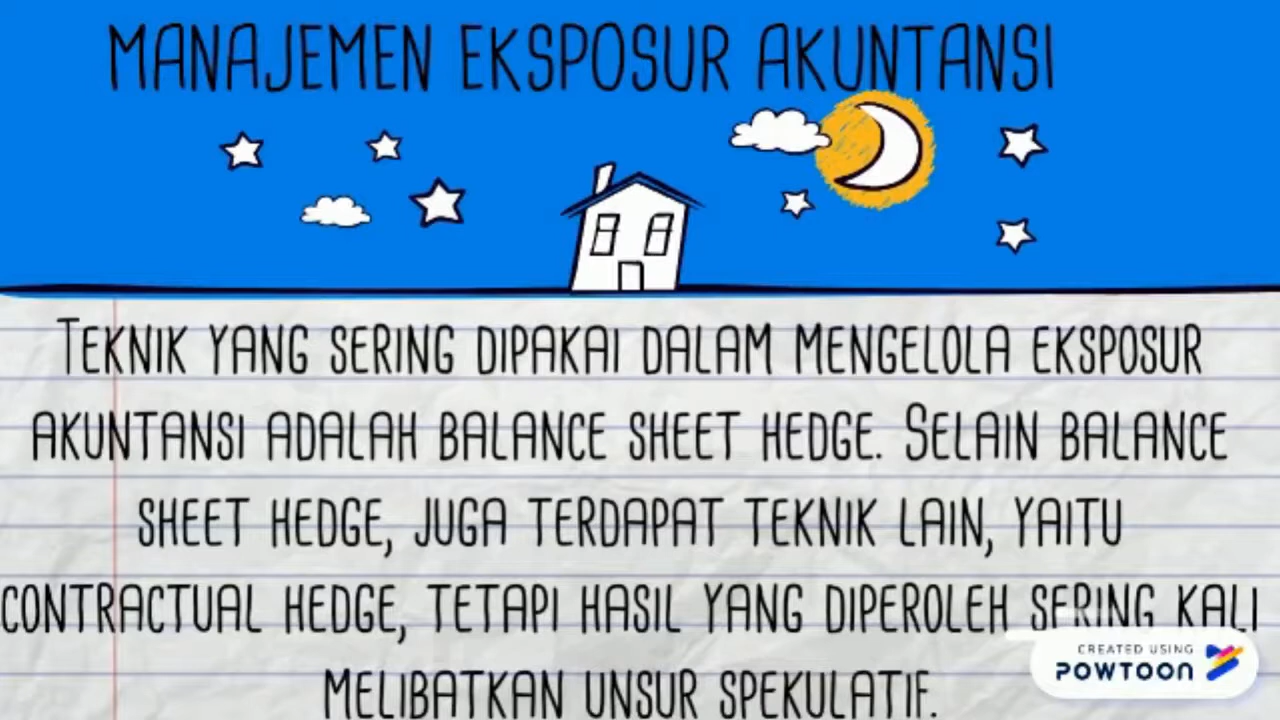 MANAJEMEN EKSPOSUR AKUNTANSI
TEKNIK YANG SERING DIPAKAI DALAM MENGELOLA EKSPOSUR
AKUNTANSI ADALAH BALANCE SHEET HEDGE. SELAIN BALANCE
SHEET HEDGE, JUGA TERDAPAT TEKNIK LAIN, YAITU
CONTRACTUAL HEDGE, TETAPI HASIL YANG DIPEROLEH SERING KALI
MELIBATKAN UNSUR SPEKULATIF.
CREATED USING
POWTOON